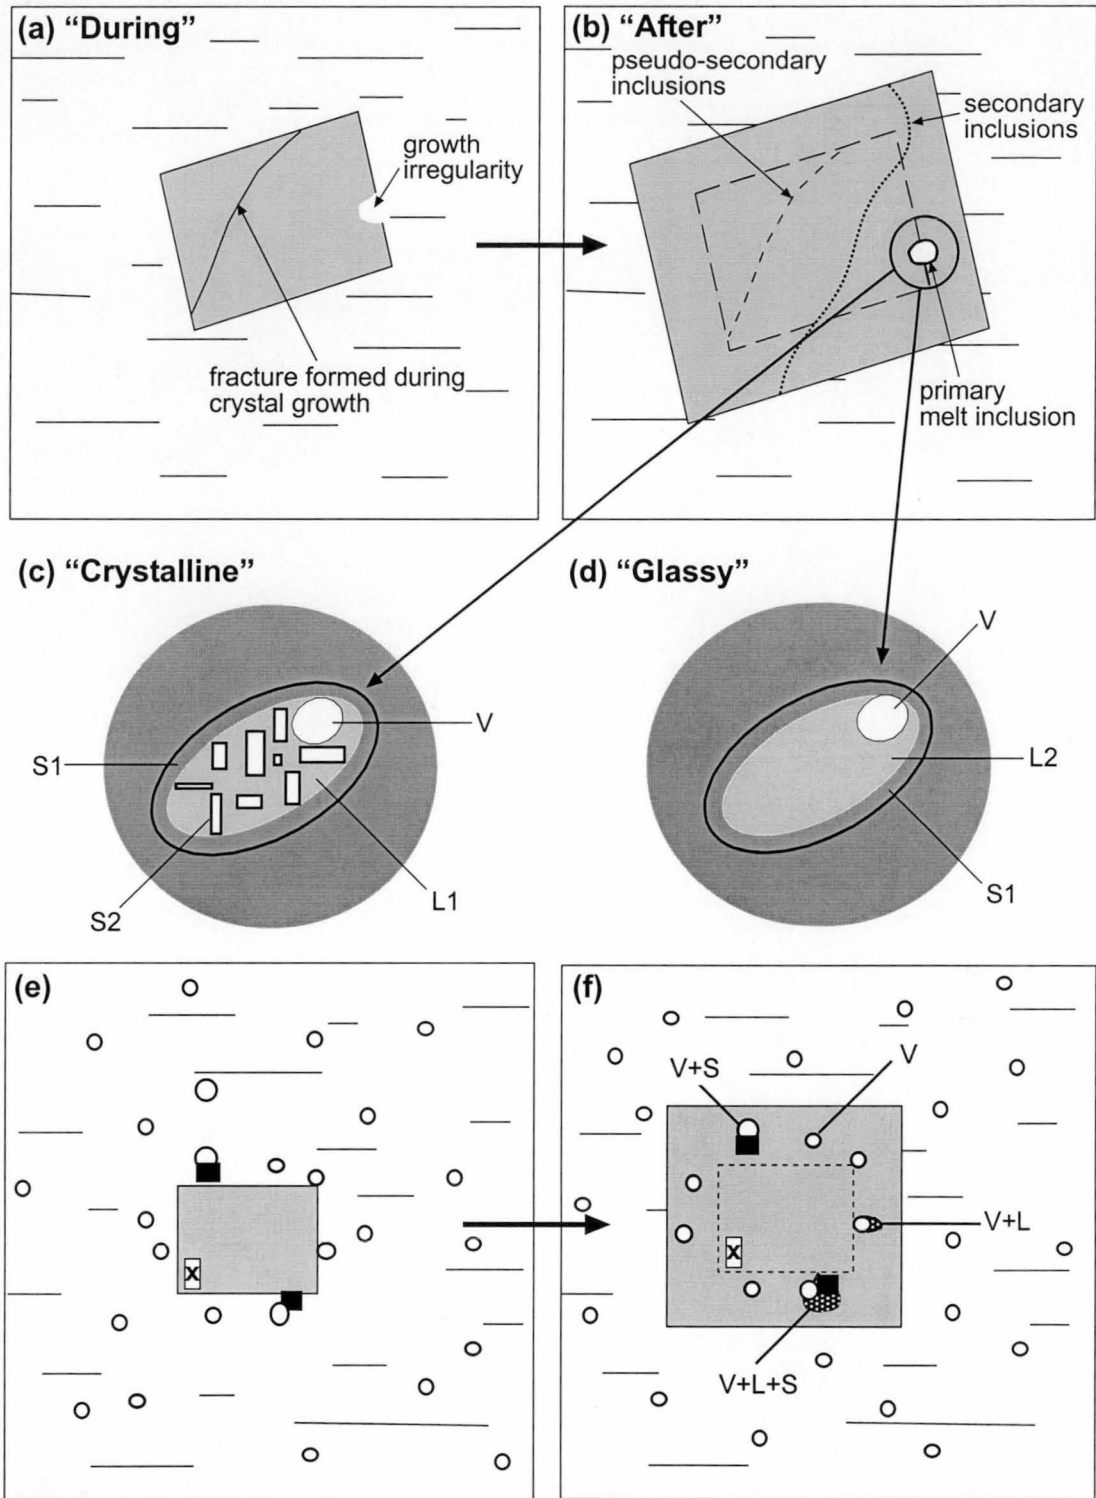 (a) “During”
growth
irregularity
fracture formed during
crystal growth
(b) “After”
pseudo-secondary
inclusions
secondary
inclusions
primary
melt inclusion
(c) “Crystalline”
V
S1
S2
L1
(d) “Glassy”
V
L2
S1
(e)
X
(f)
V+S
V
V+L
X
V+L+S